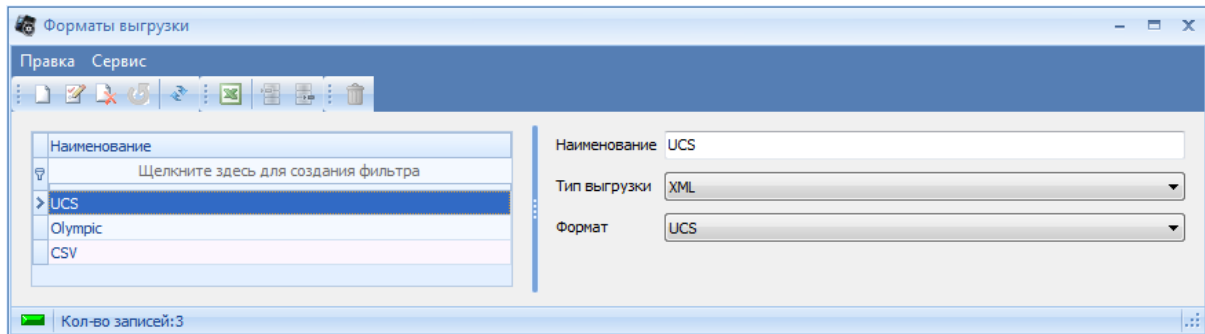 Форматы выгрузки
Правка Сервис
Наименование
Щелкните здесь для создания фильтра
UCS
Olympic
CSV
Наименование UCS
Тип выгрузки XML
Формат UCS
Кол-во записей:3